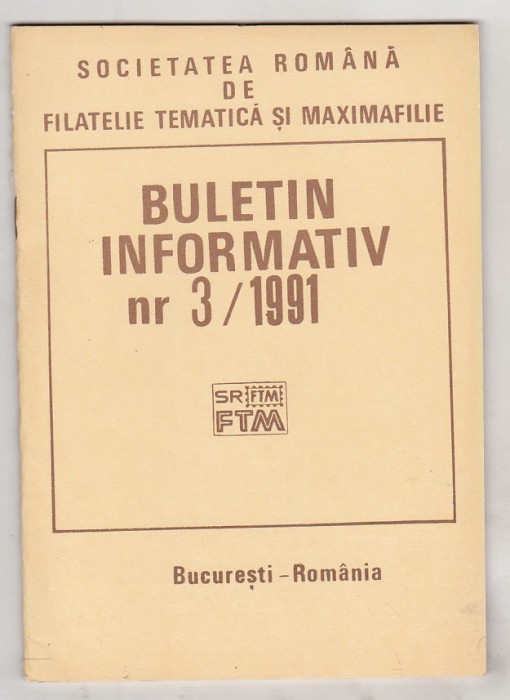 SOCIETATEA ROMÂNĂ
DE
FILATELIE TEMATICĂ ȘI MAXIMAFILIE
BULETIN
INFORMATIV
nr 3/1991
SR FTM
FTM
București - România